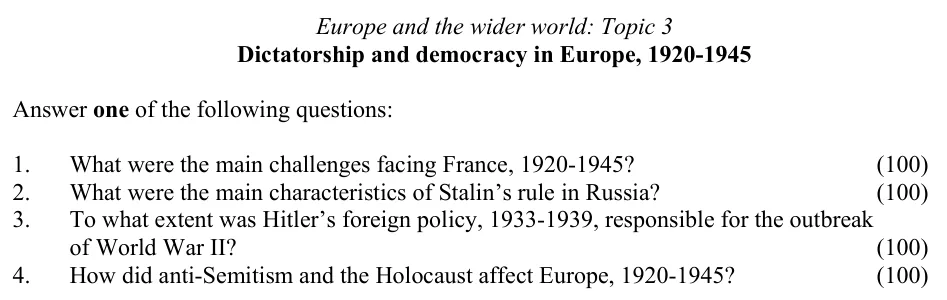 Europe and the wider world: Topic 3
Dictatorship and democracy in Europe, 1920-1945
Answer one of the following questions:
1. What were the main challenges facing France, 1920-1945? (100)
2. What were the main characteristics of Stalin’s rule in Russia? (100)
3. To what extent was Hitler’s foreign policy, 1933-1939, responsible for the outbreak
of World War II? (100)
4. How did anti-Semitism and the Holocaust affect Europe, 1920-1945? (100)